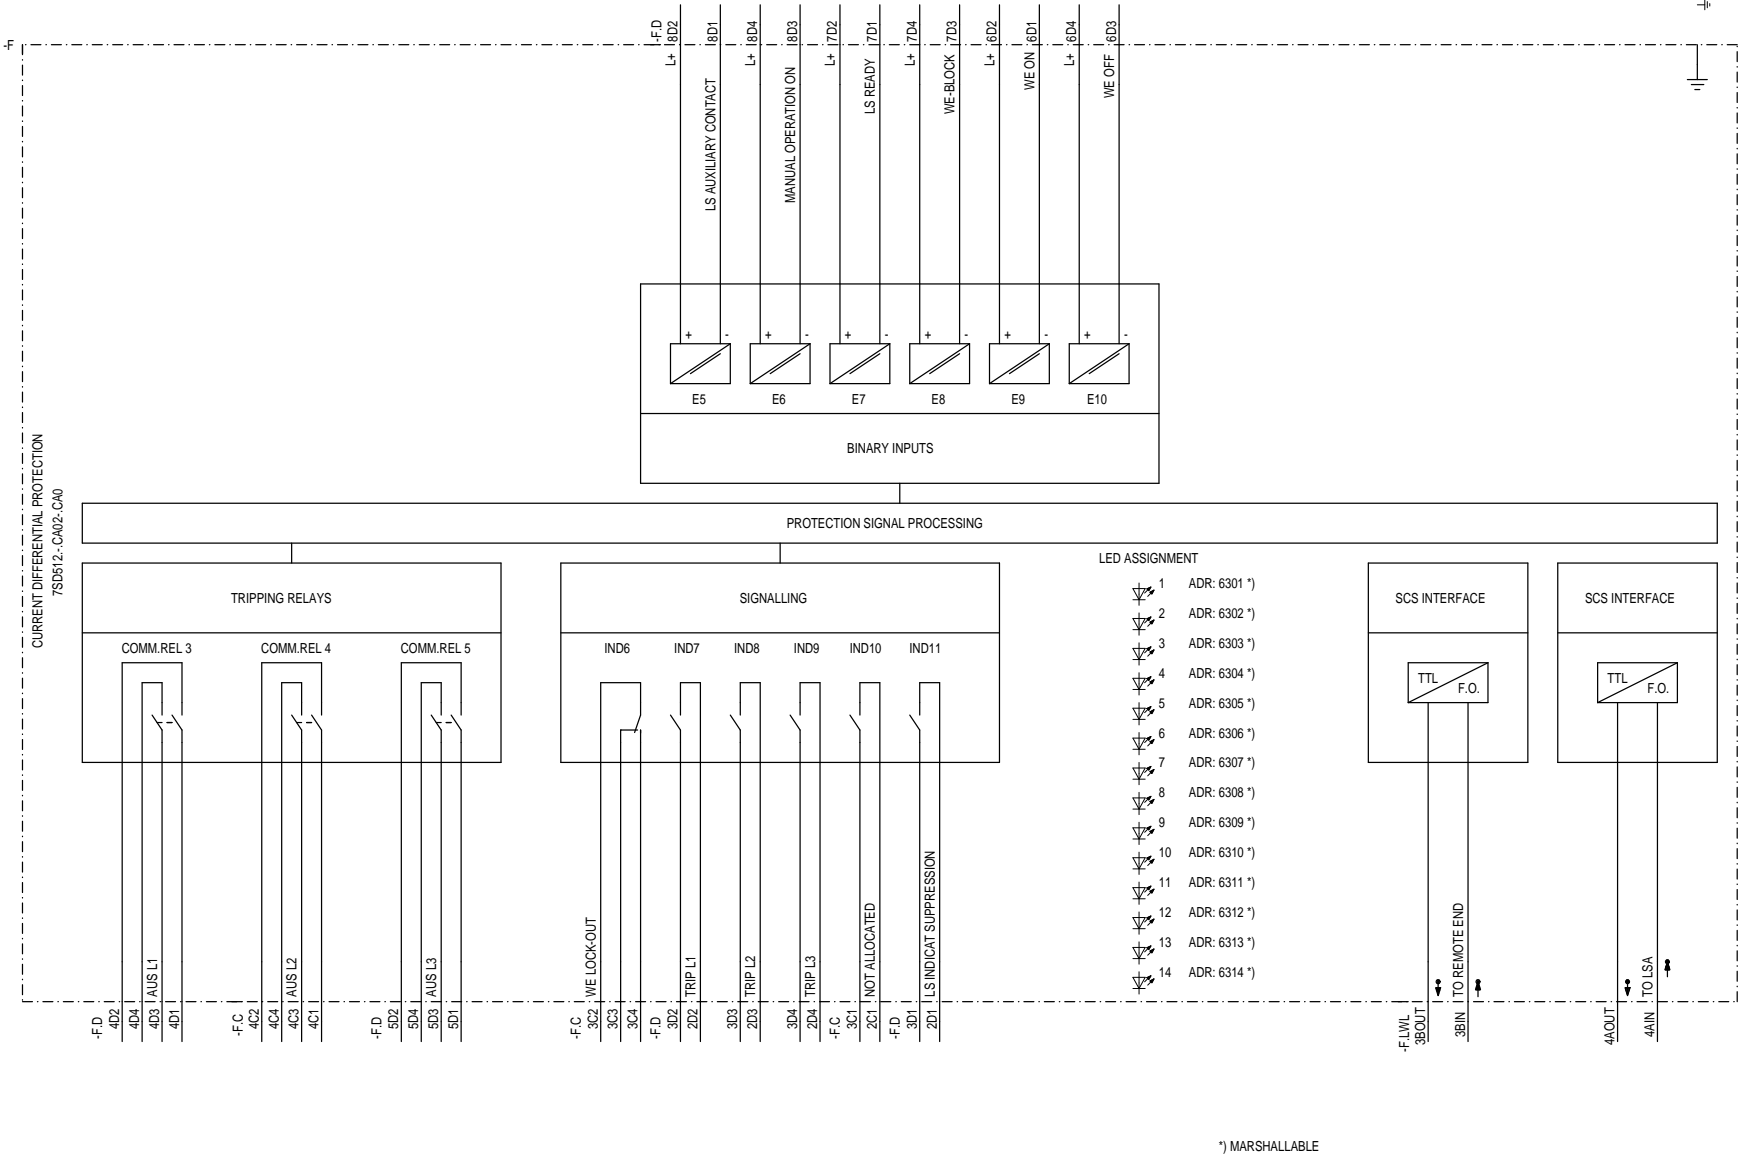 -F
-F.D
8D2
8D1
8D4
8D3
7D2
7D1
7D4
7D3
6D2
6D1
6D4
6D3
L+
LS AUXILIARY CONTACT
L+
MANUAL OPERATION ON
L+
LS READY
L+
WE-BLOCK
L+
WE ON
L+
WE OFF
+ -
+ -
+ -
+ -
+ -
+ -
E5
E6
E7
E8
E9
E10
BINARY INPUTS
CURRENT DIFFERENTIAL PROTECTION
7SD512.-.CA02-.CA0
PROTECTION SIGNAL PROCESSING
TRIPPING RELAYS
COMM.REL 3
COMM.REL 4
COMM.REL 5
SIGNALLING
IND6
IND7
IND8
IND9
IND10
IND11
LED ASSIGNMENT
1 ADR: 6301 *)
2 ADR: 6302 *)
3 ADR: 6303 *)
4 ADR: 6304 *)
5 ADR: 6305 *)
6 ADR: 6306 *)
7 ADR: 6307 *)
8 ADR: 6308 *)
9 ADR: 6309 *)
10 ADR: 6310 *)
11 ADR: 6311 *)
12 ADR: 6312 *)
13 ADR: 6313 *)
14 ADR: 6314 *)
SCS INTERFACE
TTL
F.O.
SCS INTERFACE
TTL
F.O.
AUS L1
AUS L2
AUS L3
WE LOCK-OUT
TRIP L1
TRIP L2
TRIP L3
NOT ALLOCATED
LS INDICAT SUPPRESSION
TO REMOTE END
TO LSA
-F.D
4D2
4D4
4D3
4D1
-F.C
4C2
4C4
4C3
4C1
-F.D
5D2
5D4
5D3
5D1
-F.C
3C2
3C3
3C4
-F.D
3D2
2D2
3D3
2D3
3D4
2D4
-F.C
3C1
2C1
-F.D
3D1
2D1
-F.LWL
3BOUT
3BIN
4AOUT
4AIN
*) MARSHALLABLE